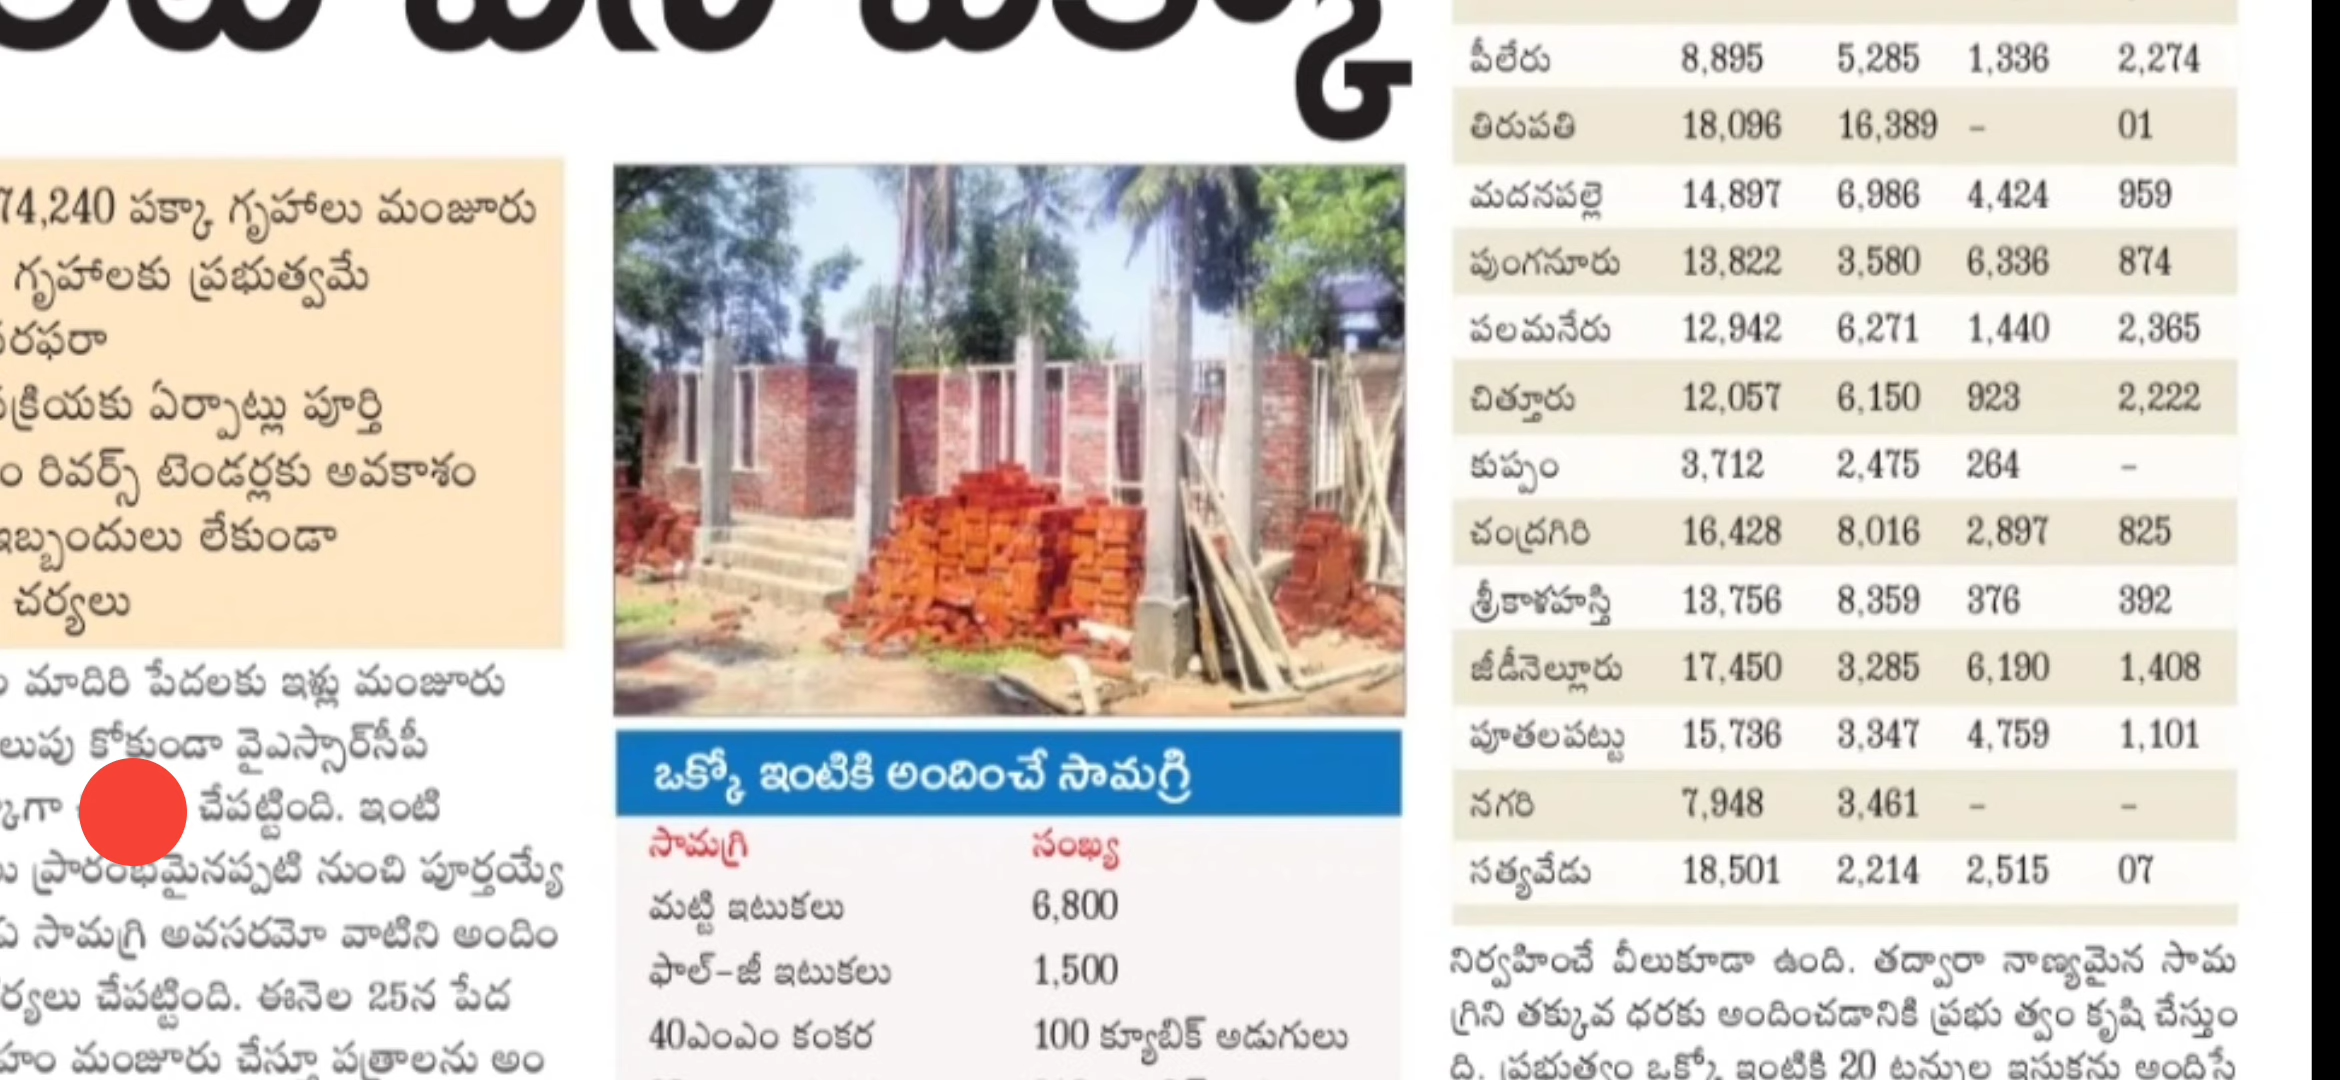 74,240 పక్కా గృహాలు మంజూరు
గృహాలకు ప్రభుత్వమే
ఏర్పాట్లు పూర్తి
రివర్స్ టెండర్లకు అవకాశం
ఇబ్బందులు లేకుండా
చర్యలు
మాదిరి పేదలకు ఇళ్లు మంజూరు
కోకుండా వైఎస్సార్‌సీపీ
చేపట్టింది. ఇంటి
ప్రారంభమైనప్పటి నుంచి పూర్తయ్యే
సామగ్రి అవసరమో వాటిని అందిం
చేపట్టింది. ఈనెల 25న పేద
మంజూరు చేస్తూ పత్రాలను అం
ఒక్కో ఇంటికి అందించే సామగ్రి
సామగ్రి సంఖ్య
మట్టి ఇటుకలు 6,800
ఫాల్-జీ ఇటుకలు 1,500
40ఎంఎం కంకర 100 క్యూబిక్ అడుగులు
పీలేరు 8,895 5,285 1,336 2,274
తిరుపతి 18,096 16,389 – 01
మదనపల్లె 14,897 6,986 4,424 959
పుంగనూరు 13,822 3,580 6,336 874
పలమనేరు 12,942 6,271 1,440 2,365
చిత్తూరు 12,057 6,150 923 2,222
కుప్పం 3,712 2,475 264 –
చంద్రగిరి 16,428 8,016 2,897 825
శ్రీకాళహస్తి 13,756 8,359 376 392
జీడీనెల్లూరు 17,450 3,285 6,190 1,408
పూతలపట్టు 15,736 3,347 4,759 1,101
నగరి 7,948 3,461 – –
సత్యవేడు 18,501 2,214 2,515 07
నిర్వహించే వీలుకూడా ఉంది. తద్వారా నాణ్యమైన సామ
గ్రిని తక్కువ ధరకు అందించడానికి ప్రభు త్వం కృషి చేస్తుం
ది. ప్రభుత్వం ఒక్కో ఇంటికి 20 టన్నుల ఇసుకను అందిస్తే